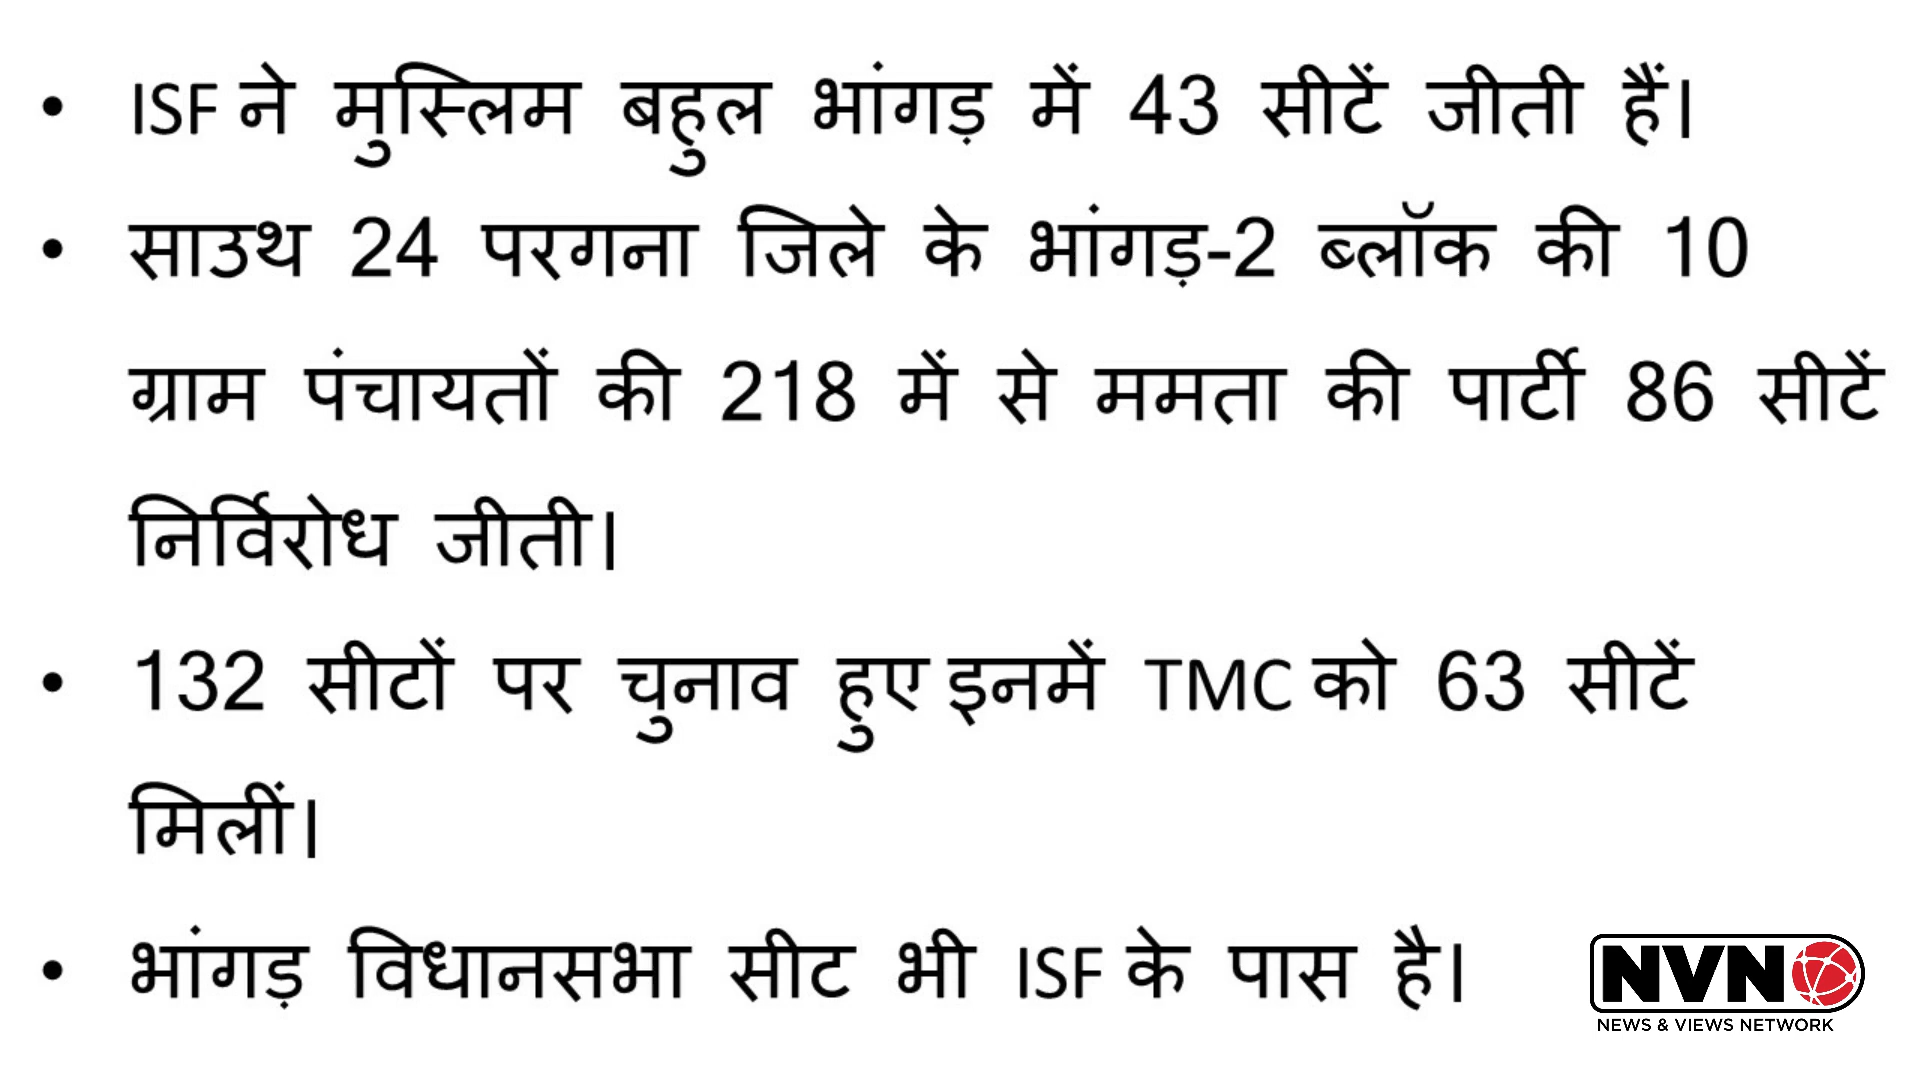 • ISF ने मुस्लिम बहुल भांगड़ में 43 सीटें जीती हैं।
• साउथ 24 परगना जिले के भांगड़-2 ब्लॉक की 10
ग्राम पंचायतों की 218 में से ममता की पार्टी 86 सीटें
निर्विरोध जीती।
• 132 सीटों पर चुनाव हुए इनमें TMC को 63 सीटें
मिलीं।
• भांगड़ विधानसभा सीट भी ISF के पास है।
NVN
NEWS & VIEWS NETWORK